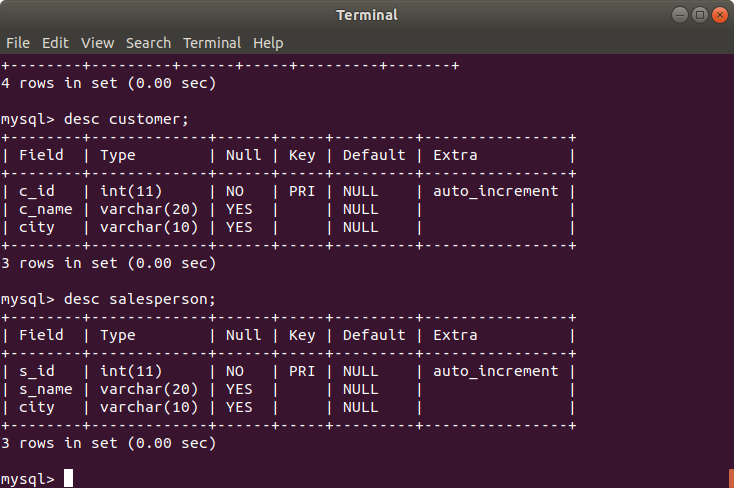 Terminal
File Edit View Search Terminal Help
+--------+---------+------+-----+---------+-------+
4 rows in set (0.00 sec)
mysql> desc customer;
+--------+-------------+------+-----+---------+----------------+
| Field  | Type        | Null | Key | Default | Extra          |
+--------+-------------+------+-----+---------+----------------+
| c_id   | int(11)     | NO   | PRI | NULL    | auto_increment |
| c_name | varchar(20) | YES  |     | NULL    |                |
| city   | varchar(10) | YES  |     | NULL    |                |
+--------+-------------+------+-----+---------+----------------+
3 rows in set (0.00 sec)
mysql> desc salesperson;
+--------+-------------+------+-----+---------+----------------+
| Field  | Type        | Null | Key | Default | Extra          |
+--------+-------------+------+-----+---------+----------------+
| s_id   | int(11)     | NO   | PRI | NULL    | auto_increment |
| s_name | varchar(20) | YES  |     | NULL    |                |
| city   | varchar(10) | YES  |     | NULL    |                |
+--------+-------------+------+-----+---------+----------------+
3 rows in set (0.00 sec)
mysql>